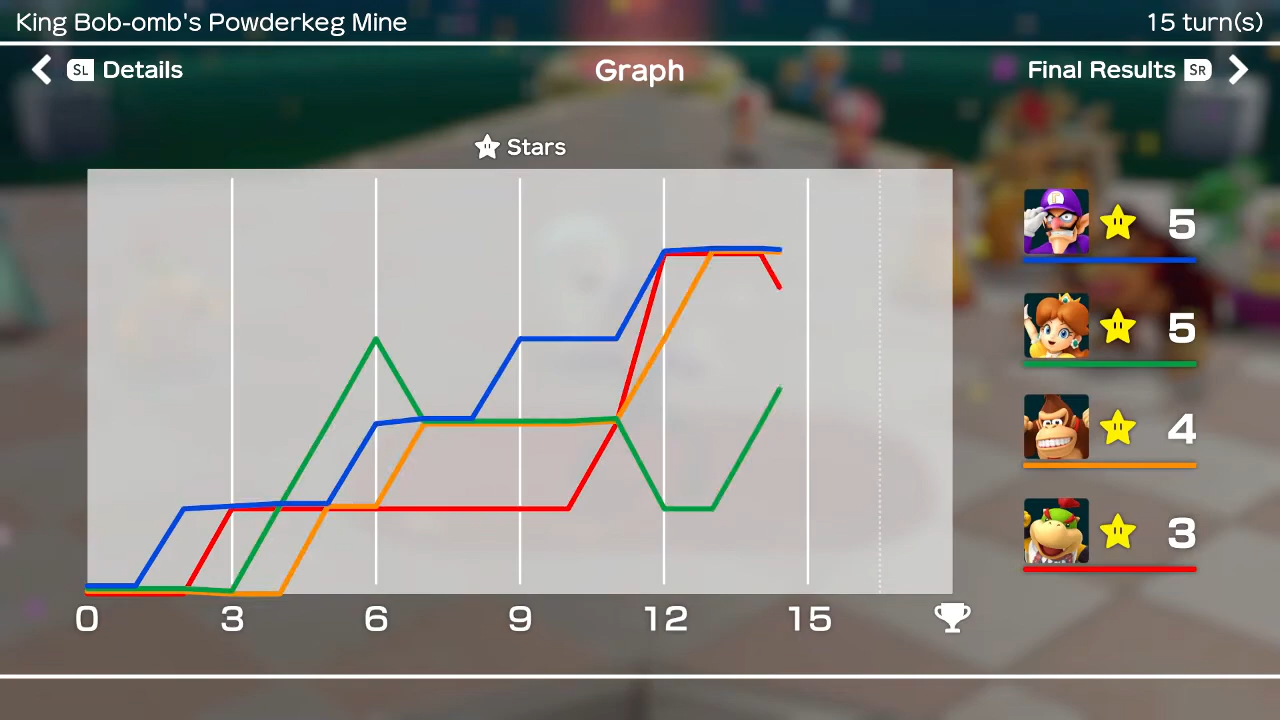 King Bob-omb's Powderkeg Mine 15 turn(s)
SL Details Graph Final Results SR
Stars
5
5
4
3
0 3 6 9 12 15